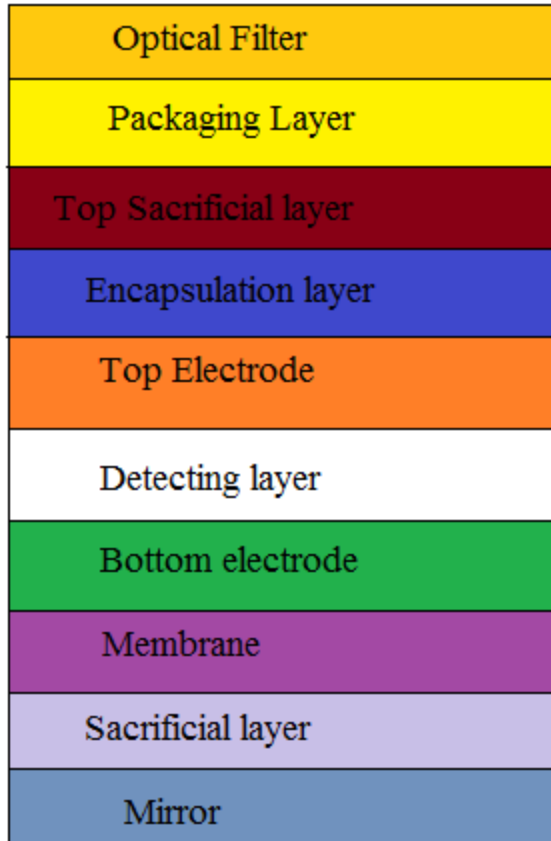 Optical Filter
Packaging Layer
Top Sacrificial layer
Encapsulation layer
Top Electrode
Detecting layer
Bottom electrode
Membrane
Sacrificial layer
Mirror